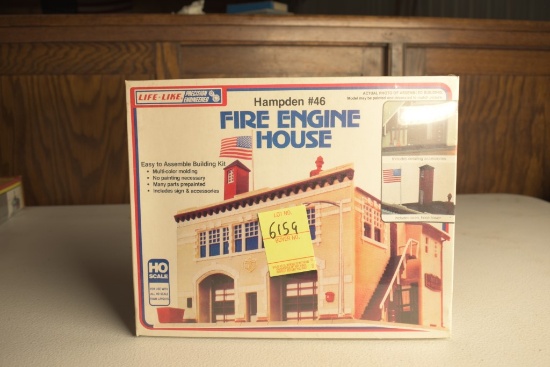 LIFE-LIKE PRECISION ENGINEERED
Hampden #46
FIRE ENGINE
HOUSE
Easy to Assemble Building Kit
• Multi-color molding
• No painting necessary
• Many parts prepainted
• Includes sign & accessories
LOT NO.
6159
HO
SCALE